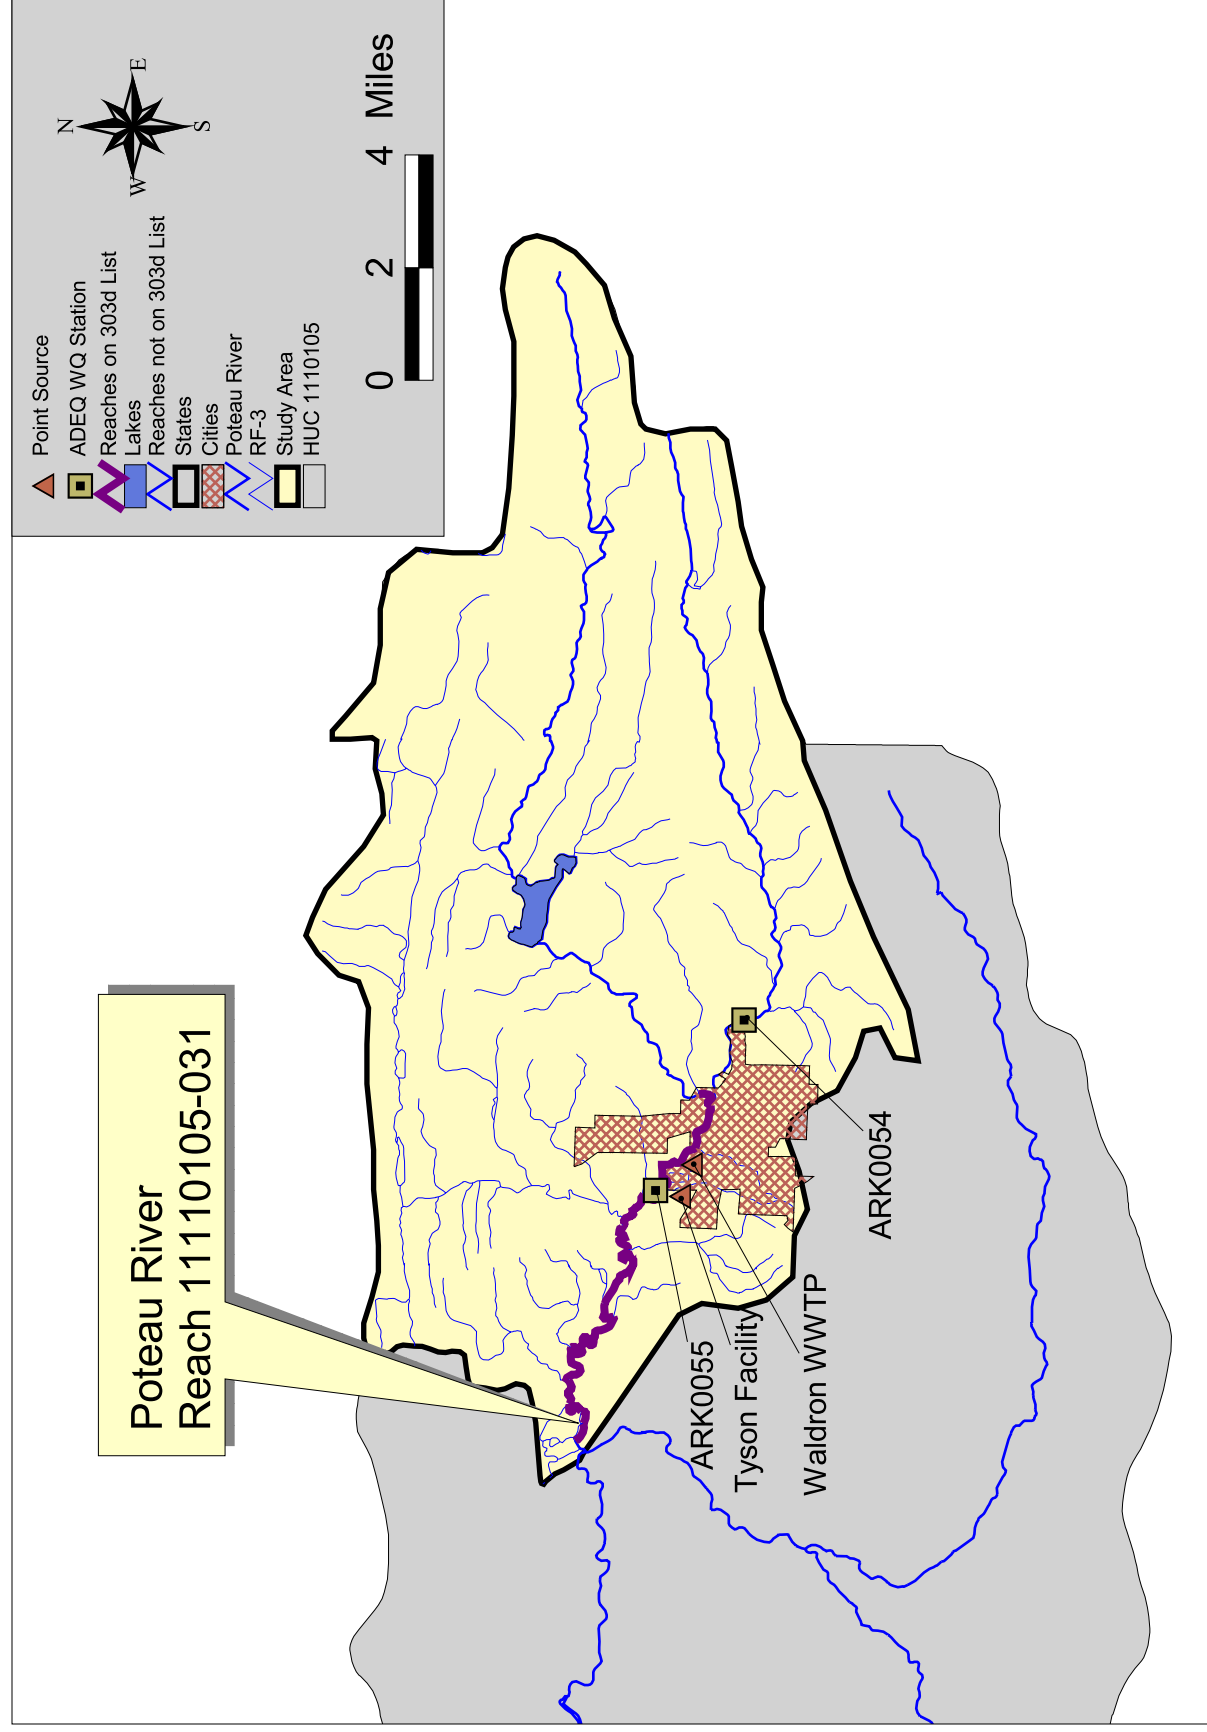 Poteau River
Reach 11110105-031
Point Source
ADEQ WQ Station
Reaches on 303d List
Lakes
Reaches not on 303d List
States
Cities
Poteau River
RF-3
Study Area
HUC 1110105
N
E
S
W
0 2 4 Miles
ARK0055
Tyson Facility
Waldron WWTP
ARK0054